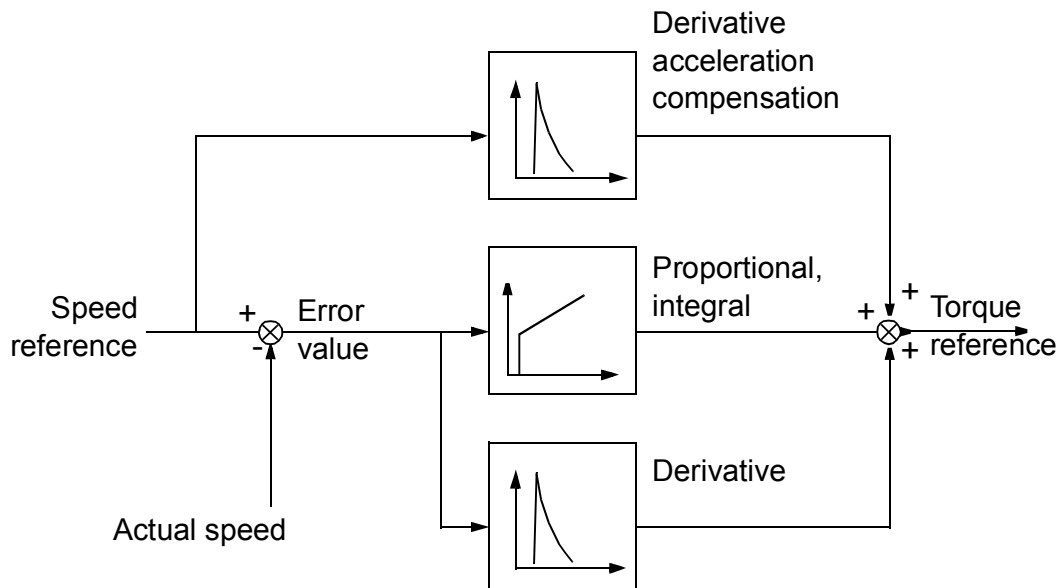 Derivative
acceleration
compensation
Proportional,
integral
+
+
Speed
reference
+
-
Error
value
Torque
reference
+
Derivative
Actual speed